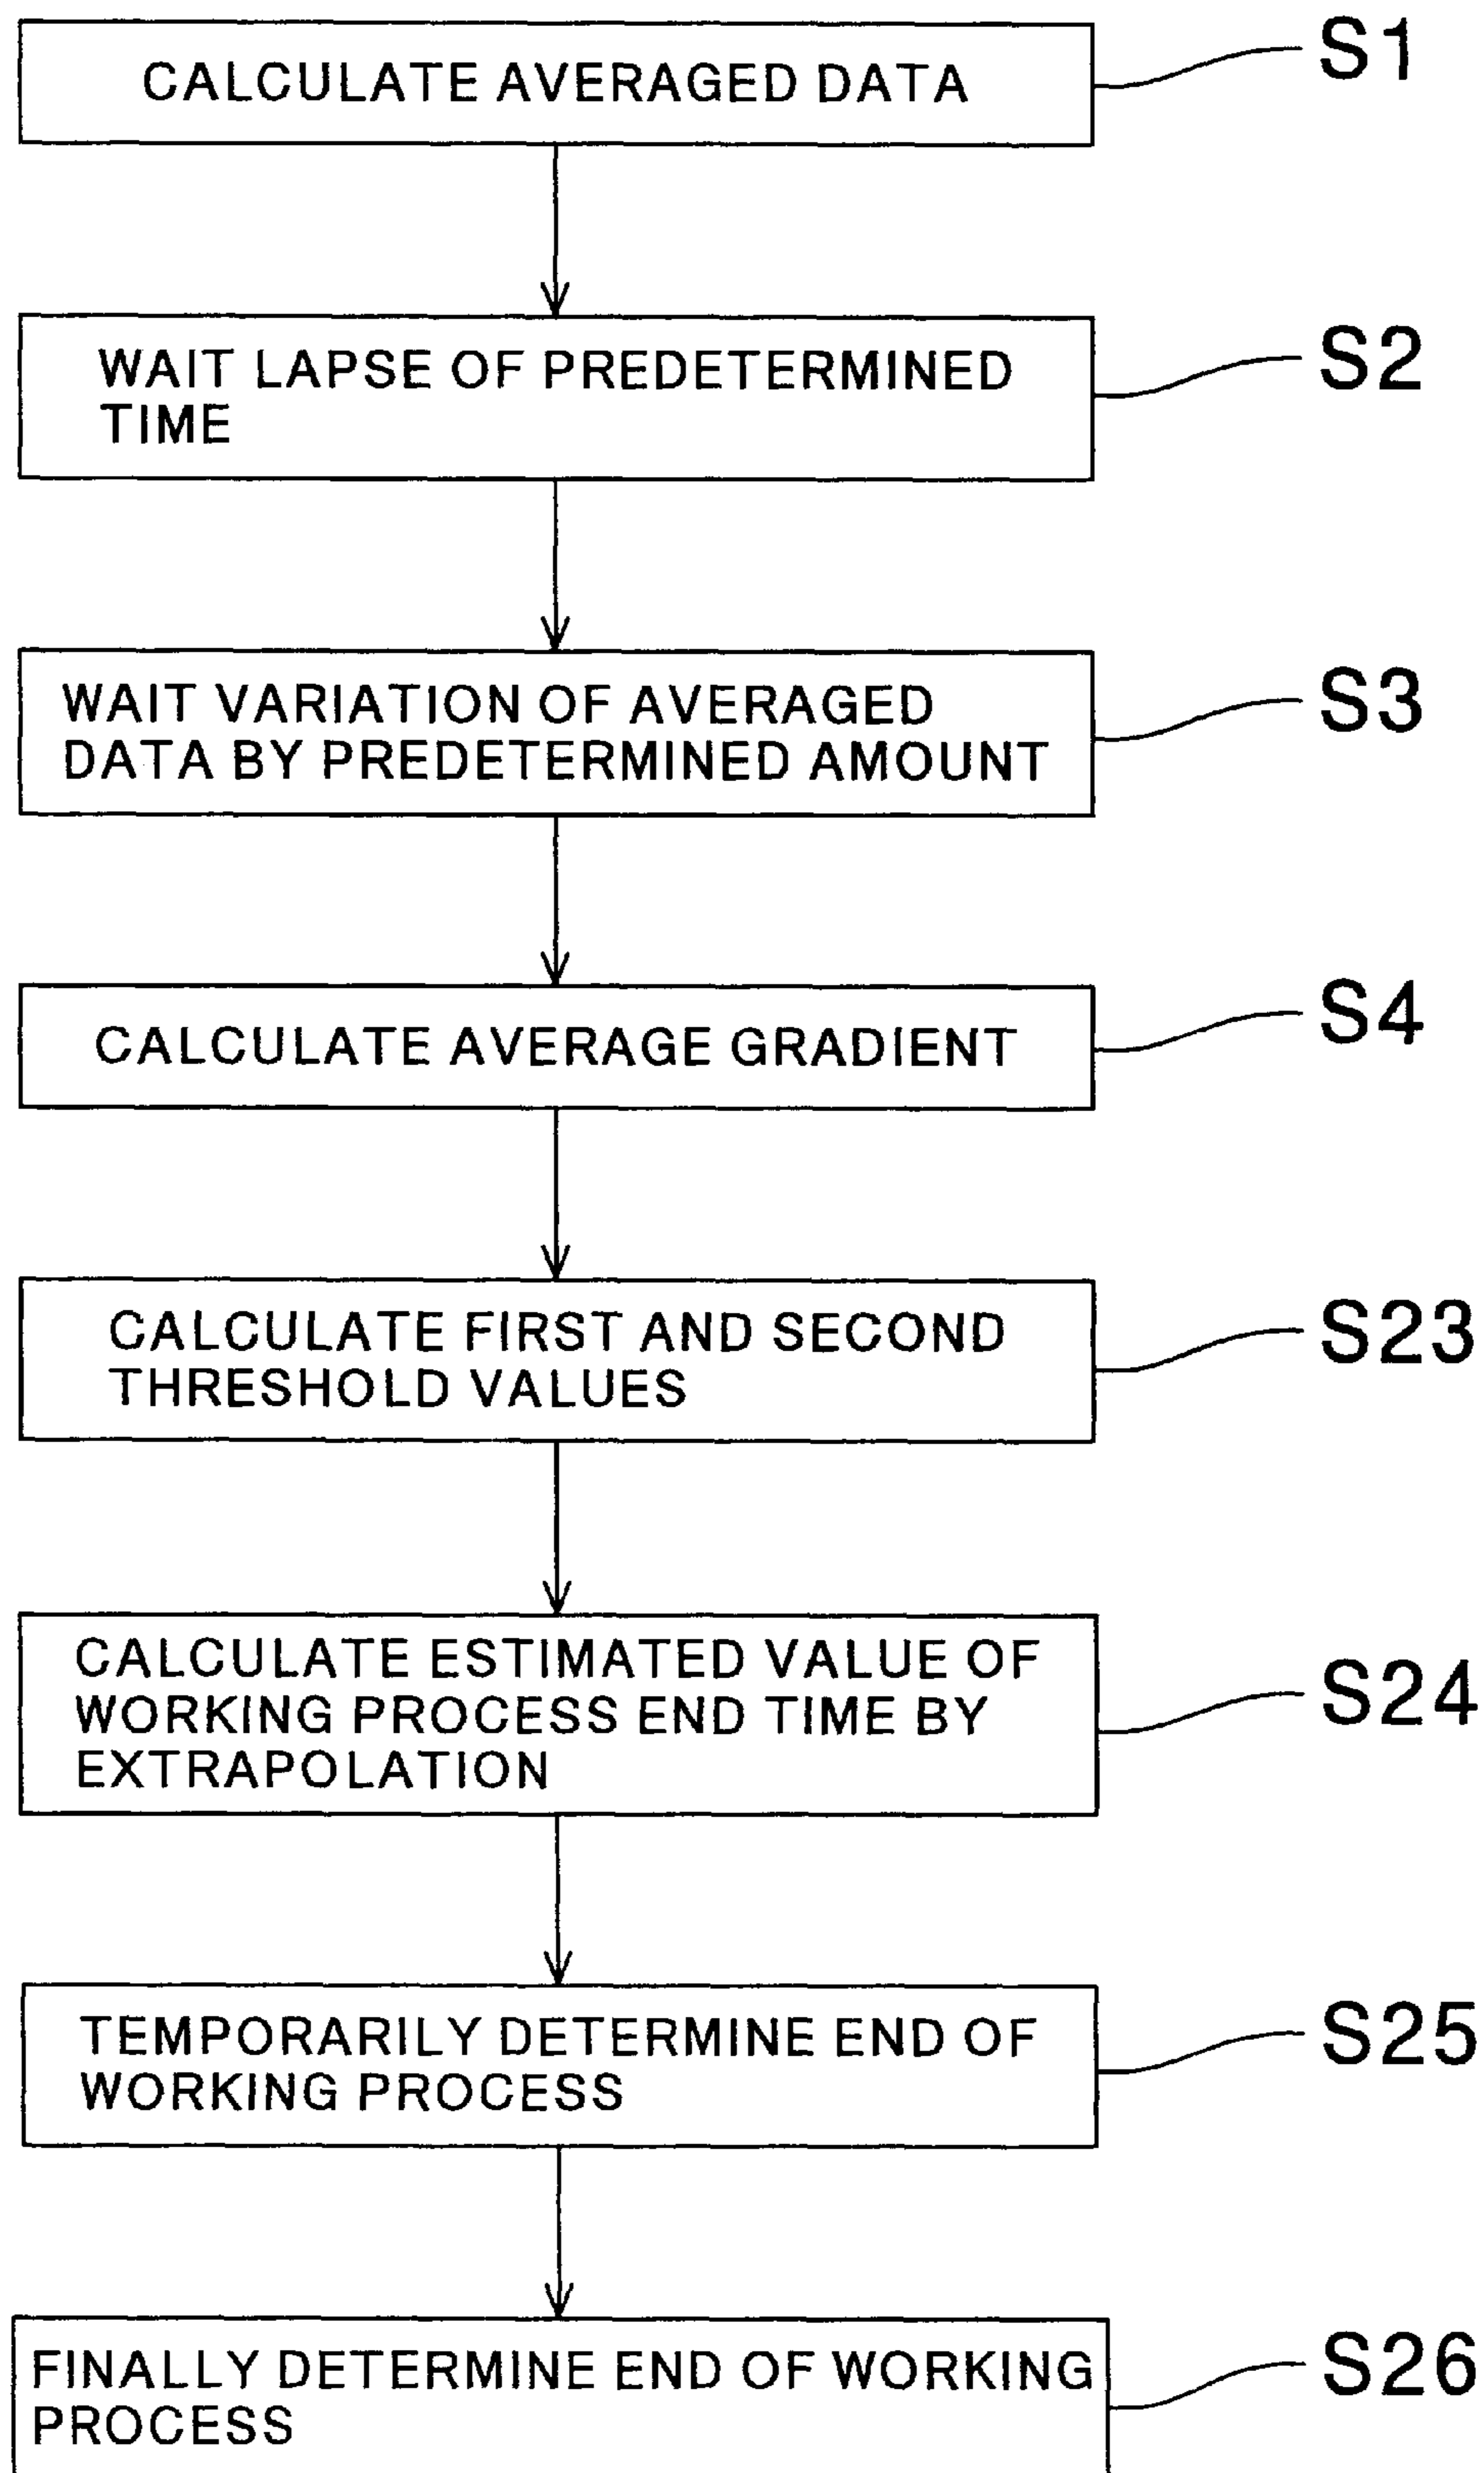 CALCULATE AVERAGED DATA
S1
WAIT LAPSE OF PREDETERMINED
TIME
S2
WAIT VARIATION OF AVERAGED
DATA BY PREDETERMINED AMOUNT
S3
CALCULATE AVERAGE GRADIENT
S4
CALCULATE FIRST AND SECOND
THRESHOLD VALUES
S23
CALCULATE ESTIMATED VALUE OF
WORKING PROCESS END TIME BY
EXTRAPOLATION
S24
TEMPORARILY DETERMINE END OF
WORKING PROCESS
S25
FINALLY DETERMINE END OF WORKING
PROCESS
S26